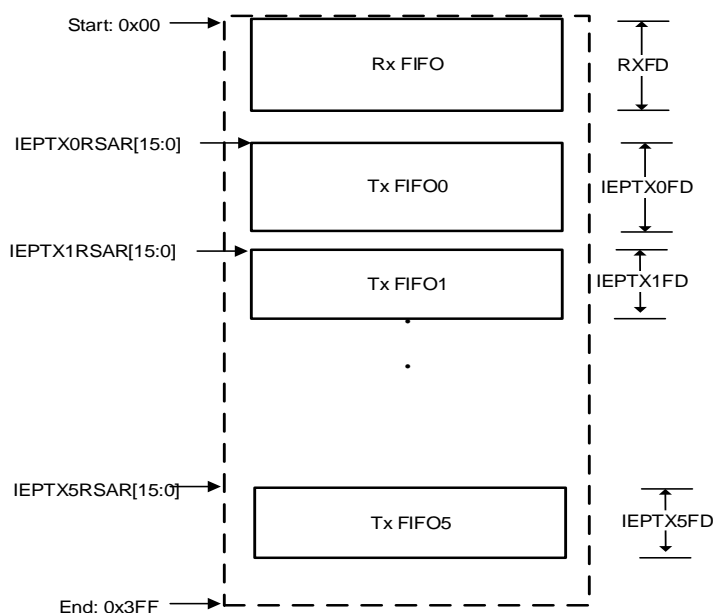 Start: 0x00
Rx FIFO
RXFD
IEPTX0RSAR[15:0]
Tx FIFO0
IEPTX0FD
IEPTX1RSAR[15:0]
Tx FIFO1
IEPTX1FD
IEPTX5RSAR[15:0]
Tx FIFO5
IEPTX5FD
End: 0x3FF